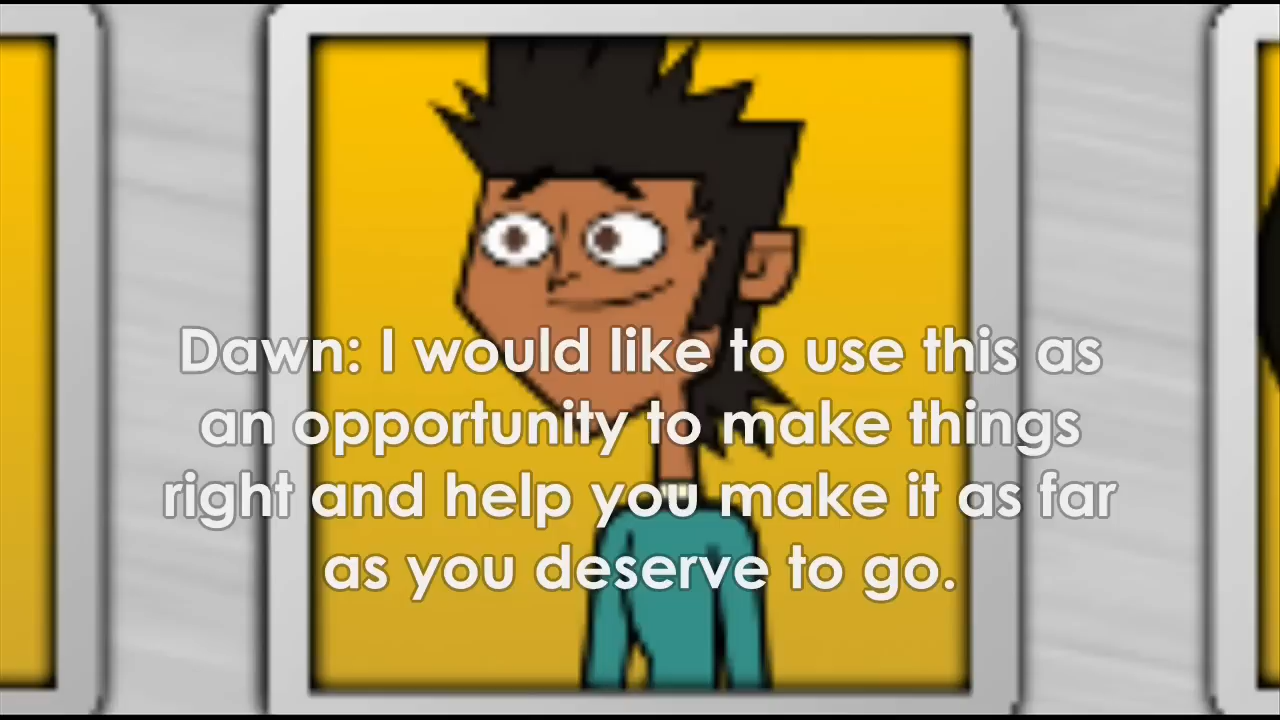 Dawn: I would like to use this as
an opportunity to make things
right and help you make it as far
as you deserve to go.